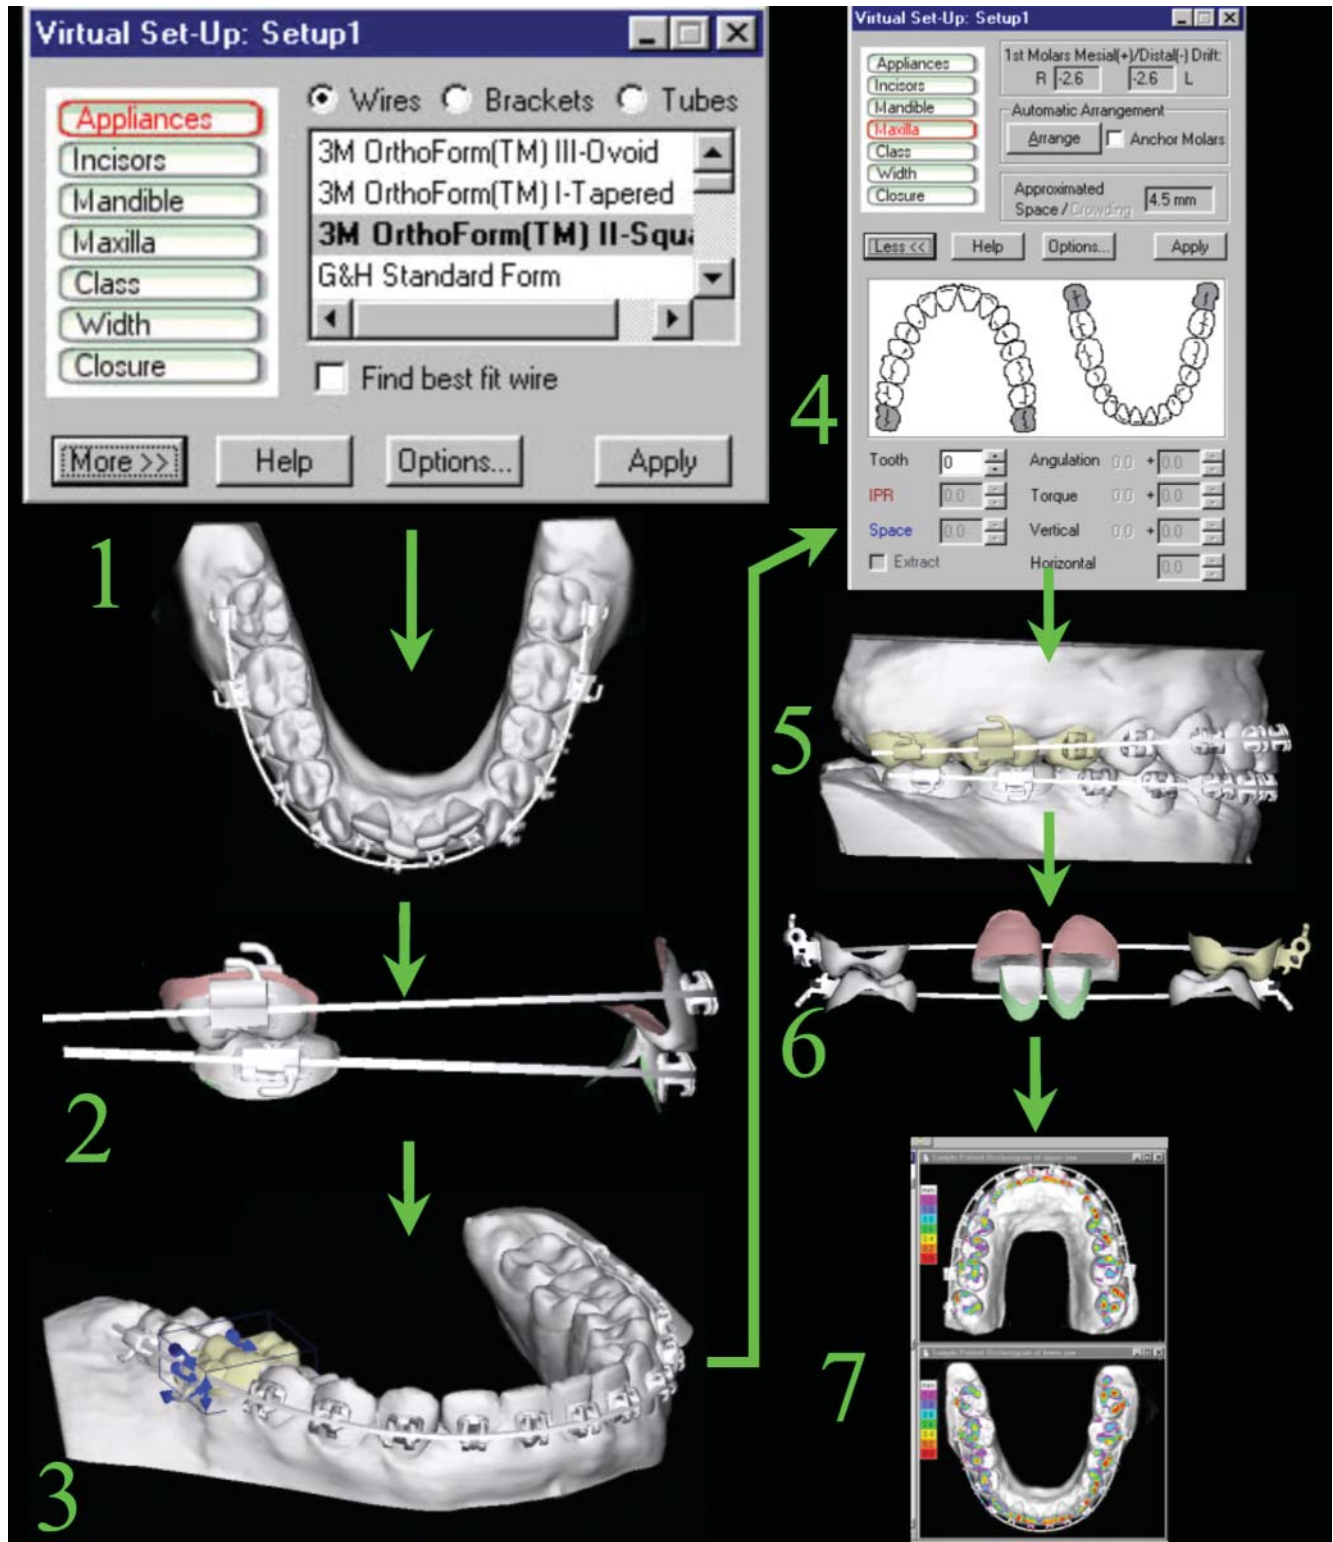 Virtual Set-Up: Setup1
Wires Brackets Tubes
Appliances
Incisors
Mandible
Maxilla
Class
Width
Closure
3M OrthoForm(TM) III-Ovoid
3M OrthoForm(TM) I-Tapered
3M OrthoForm(TM) II-Squa
G&H Standard Form
Find best fit wire
More >> Help Options... Apply
1
2
3
Virtual Set-Up: Setup1
Appliances
Incisors
Mandible
Maxilla
Class
Width
Closure
1st Molars Mesial(+)/Distal(-) Drift:
R -2.6 -2.6 L
Automatic Arrangement
Arrange Anchor Molars
Approximated
Space / Crowding 4.5 mm
Less << Help Options... Apply
4
Tooth 0 Angulation 0.0 + 0.0
IPR 0.0 Torque 0.0 + 0.0
Space 0.0 Vertical 0.0 + 0.0
Extract Horizontal 0.0
5
6
7